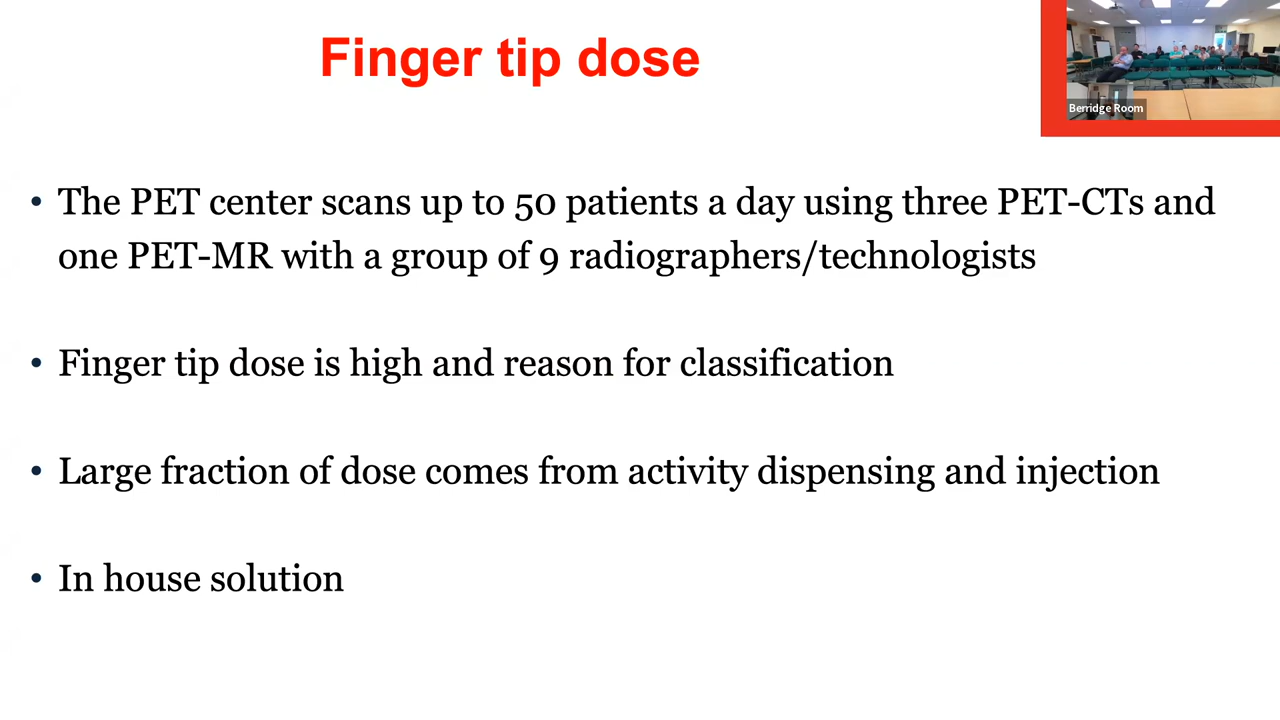 Finger tip dose
Berridge Room
• The PET center scans up to 50 patients a day using three PET-CTs and
one PET-MR with a group of 9 radiographers/technologists
• Finger tip dose is high and reason for classification
• Large fraction of dose comes from activity dispensing and injection
• In house solution